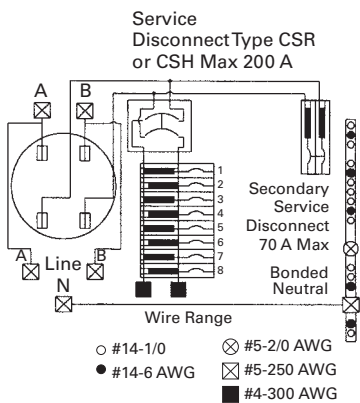 Service
Disconnect Type CSR
or CSH Max 200 A
A
B
1
2
3
4
5
6
7
8
Secondary
Service
Disconnect
70 A Max
A
Line
B
N
Bonded
Neutral
Wire Range
#14-1/0
#5-2/0 AWG
#14-6 AWG
#5-250 AWG
#4-300 AWG